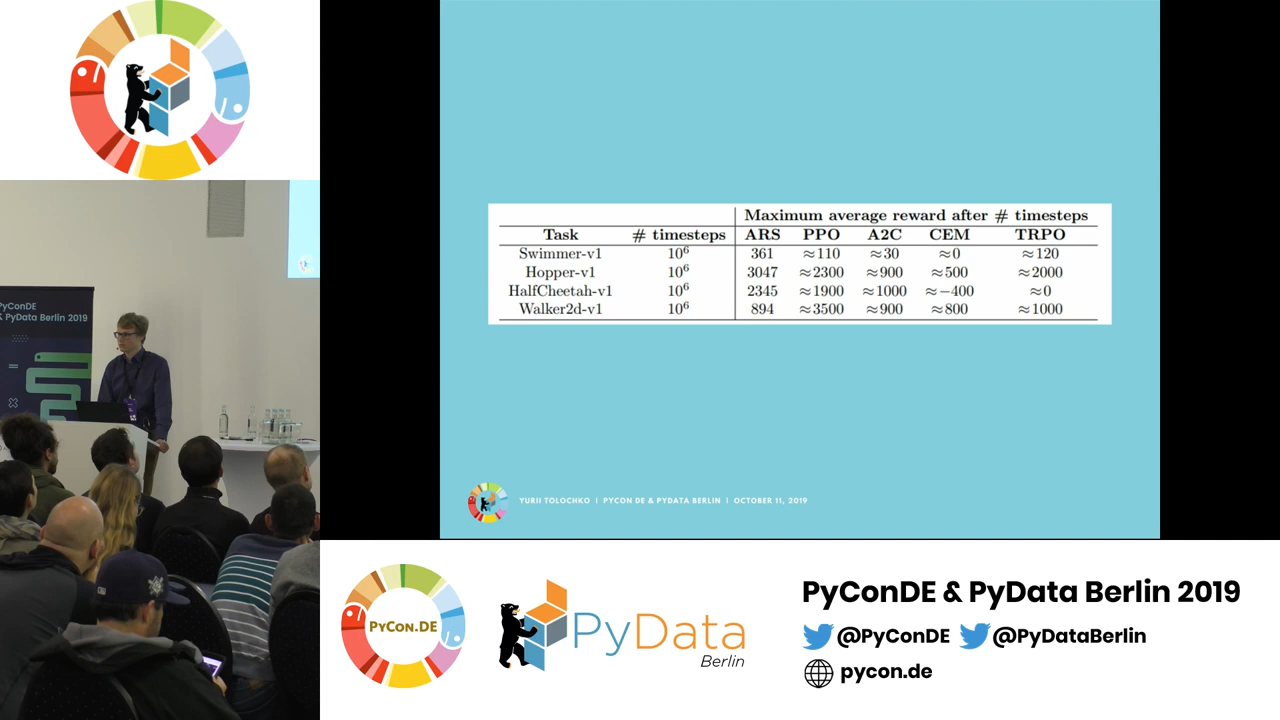 Maximum average reward after # timesteps
Task # timesteps ARS PPO A2C CEM TRPO
Swimmer-v1 10⁶ 361 ≈110 ≈30 ≈0 ≈120
Hopper-v1 10⁶ 3047 ≈2300 ≈900 ≈500 ≈2000
HalfCheetah-v1 10⁶ 2345 ≈1900 ≈1000 ≈−400 ≈0
Walker2d-v1 10⁶ 894 ≈3500 ≈900 ≈800 ≈1000
YURII TOLOCHKO | PYCON DE & PYDATA BERLIN | OCTOBER 11, 2019
PyConDE
& PyData Berlin 2019
PyCon.DE
PyData
Berlin
PyConDE & PyData Berlin 2019
@PyConDE @PyDataBerlin
pycon.de